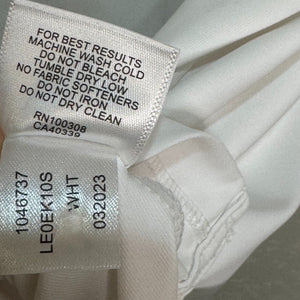 FOR BEST RESULTS
MACHINE WASH COLD
DO NOT BLEACH
TUMBLE DRY LOW
NO FABRIC SOFTENERS
DO NOT IRON
DO NOT DRY CLEAN
RN100308
CA40339
1046737
LE0EK10S
WHT
032023